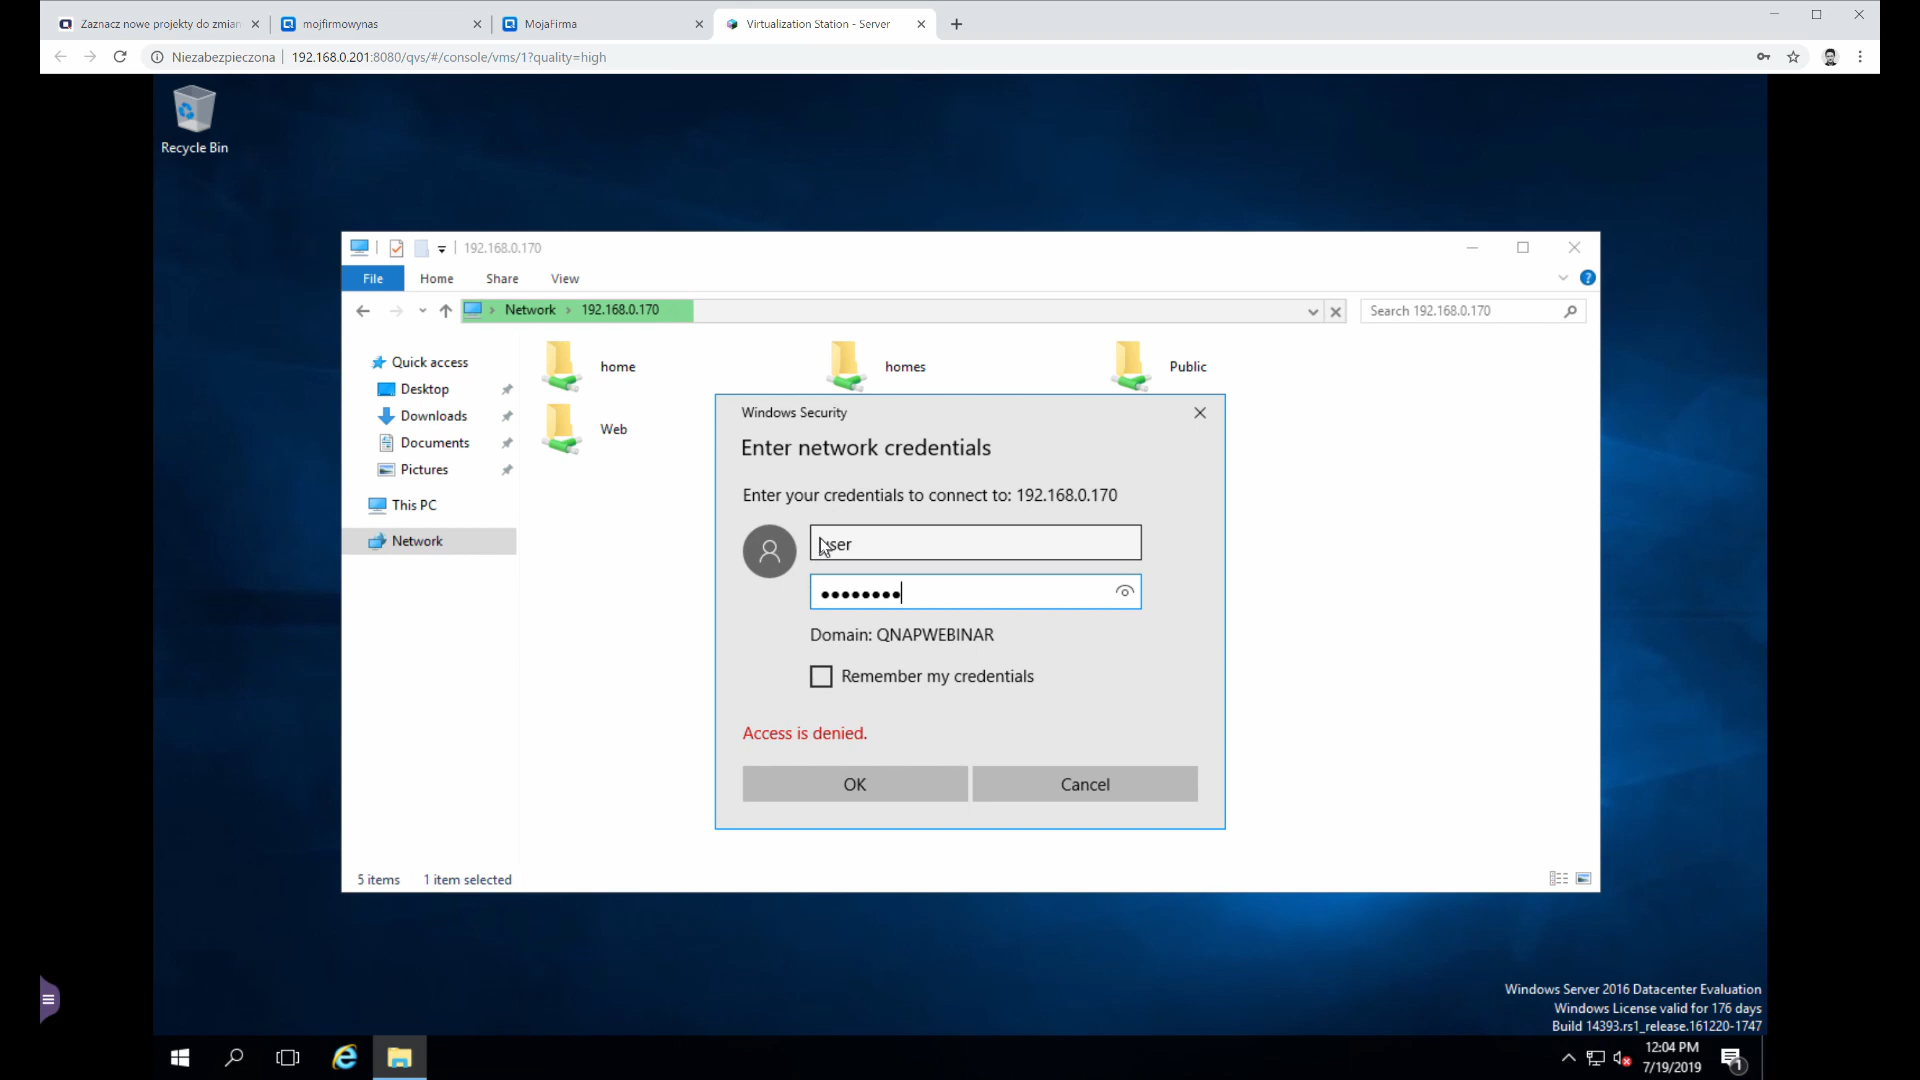 Zaznacz nowe projekty do zmian
mojfirmowynas
MojaFirma
Virtualization Station - Server
Niezabezpieczona
192.168.0.201:8080/qvs/#/console/vms/1?quality=high
Recycle Bin
192.168.0.170
File
Home
Share
View
Network
192.168.0.170
Search 192.168.0.170
Quick access
Desktop
Downloads
Documents
Pictures
This PC
Network
home
homes
Public
Web
Windows Security
Enter network credentials
Enter your credentials to connect to: 192.168.0.170
user
Domain: QNAPWEBINAR
Remember my credentials
Access is denied.
OK
Cancel
5 items
1 item selected
Windows Server 2016 Datacenter Evaluation
Windows License valid for 176 days
Build 14393.rs1_release.161220-1747
12:04 PM
7/19/2019
1